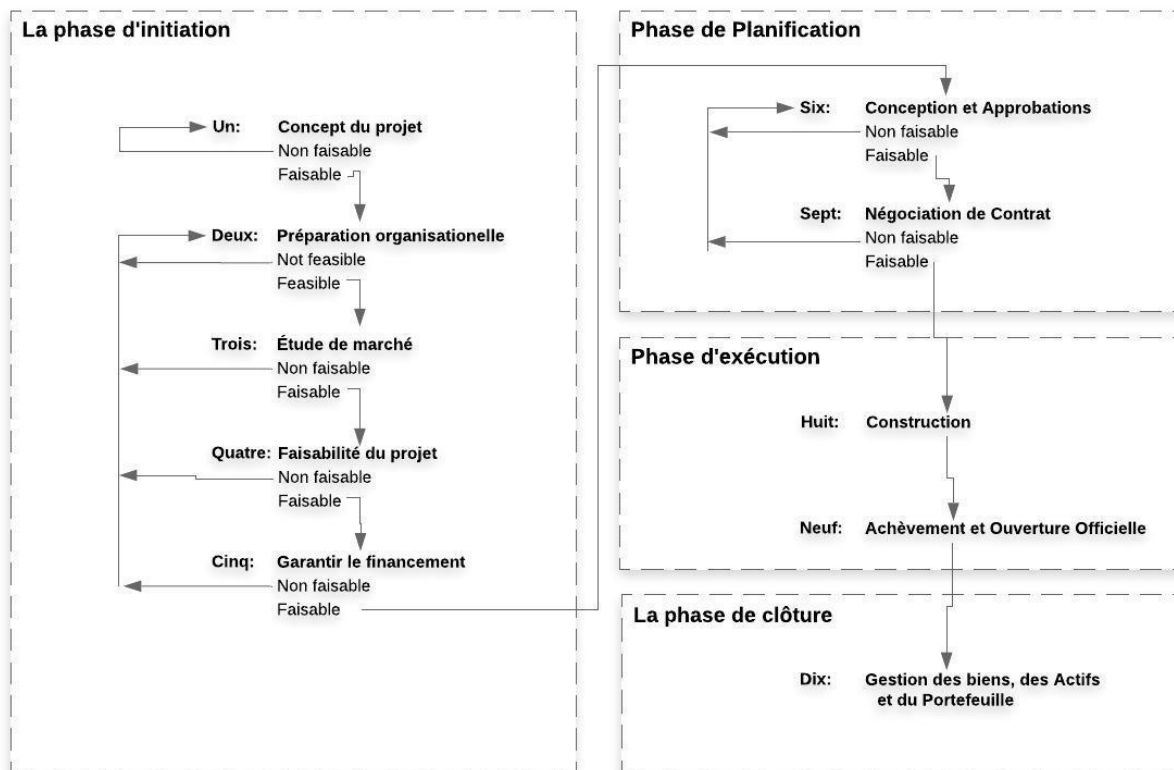 La phase d'initiation
Un: Concept du projet
Non faisable
Faisable
Deux: Préparation organisationelle
Not feasible
Feasible
Trois: Étude de marché
Non faisable
Faisable
Quatre: Faisabilité du projet
Non faisable
Faisable
Cinq: Garantir le financement
Non faisable
Faisable
Phase de Planification
Six: Conception et Approbations
Non faisable
Faisable
Sept: Négociation de Contrat
Non faisable
Faisable
Phase d'exécution
Huit: Construction
Neuf: Achèvement et Ouverture Officielle
La phase de clôture
Dix: Gestion des biens, des Actifs
et du Portefeuille